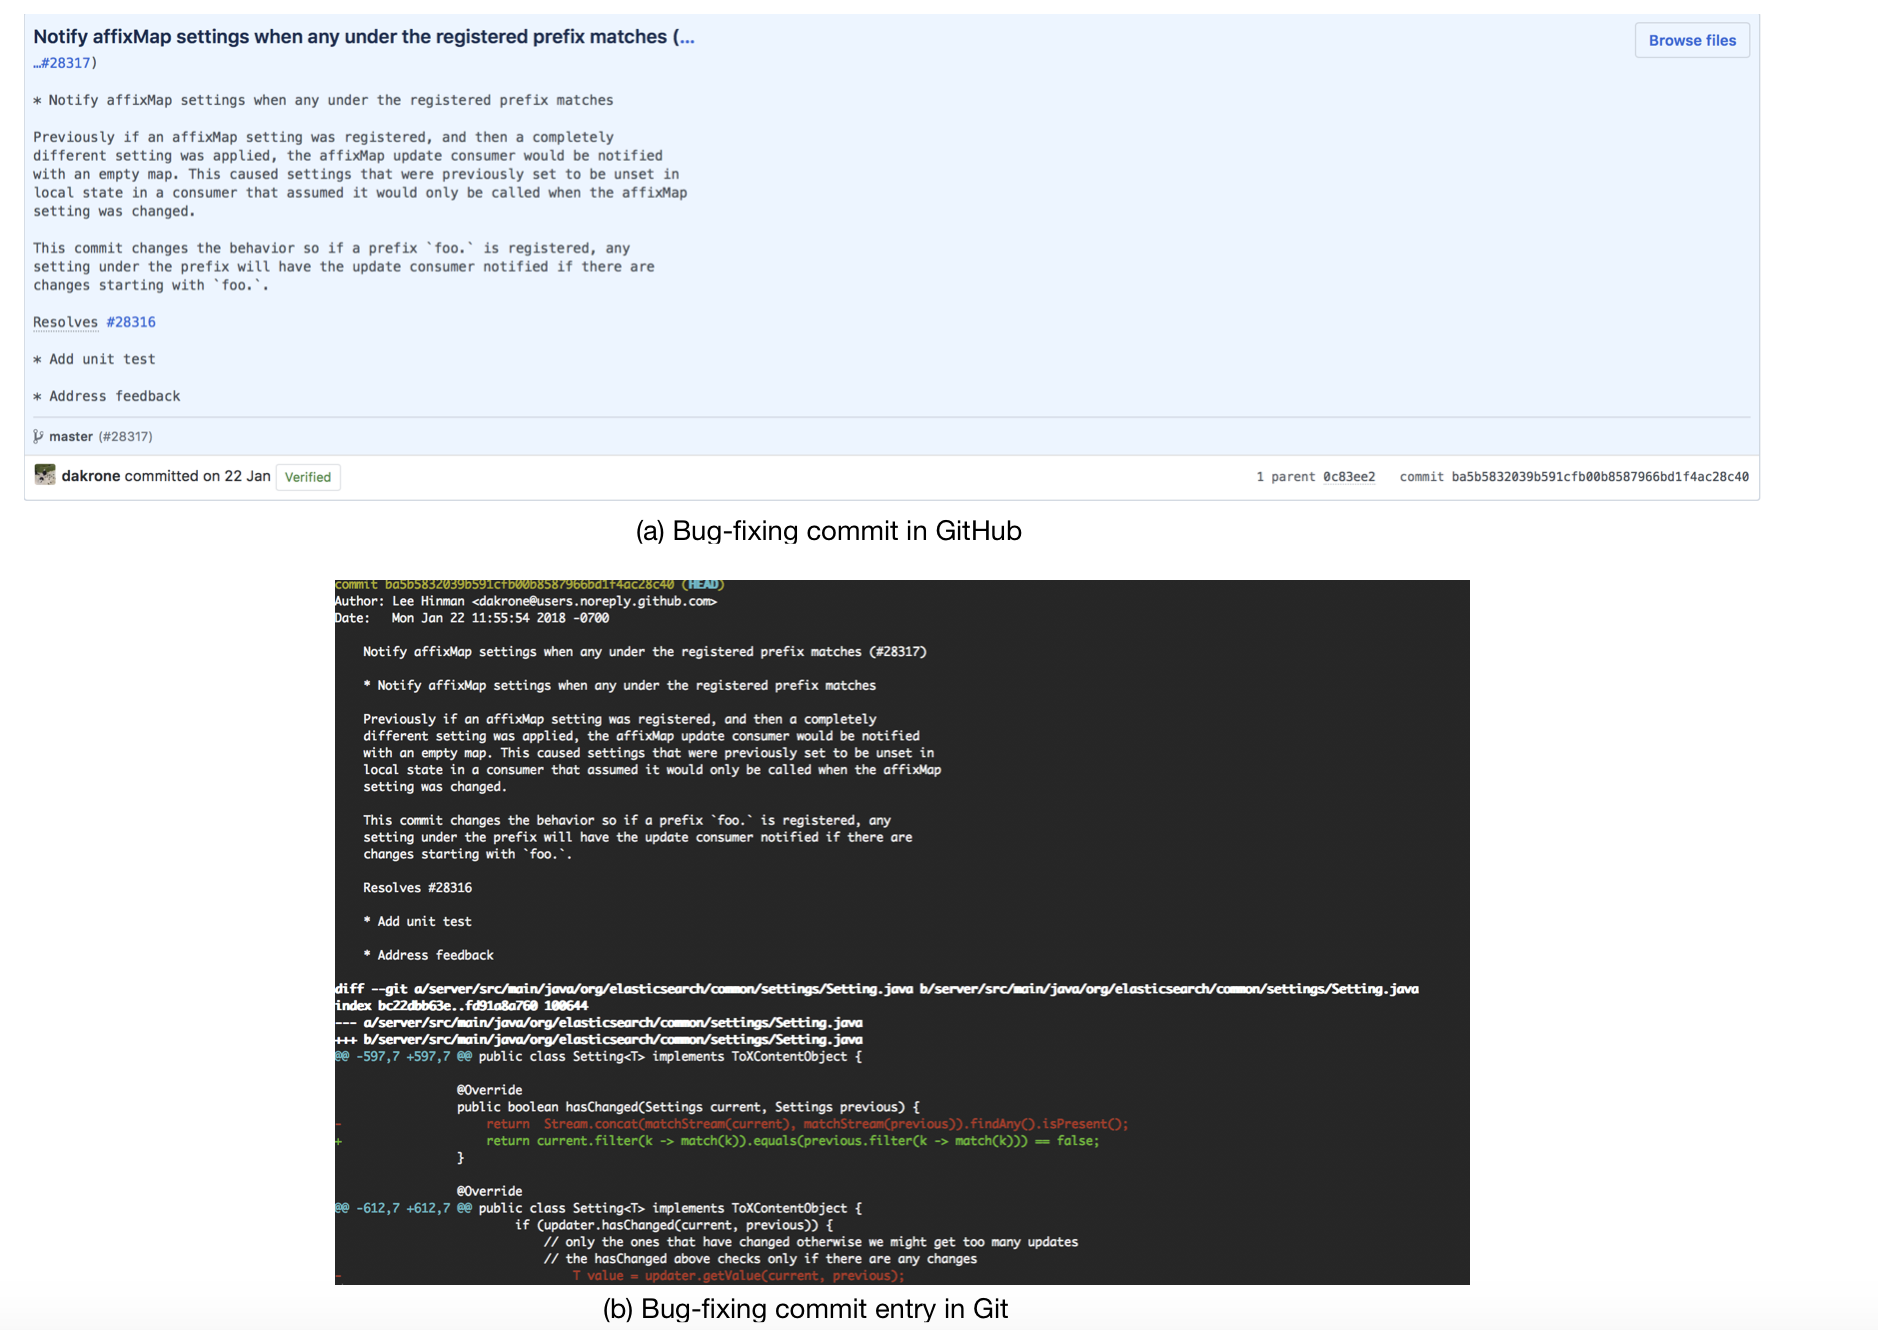 Notify affixMap settings when any under the registered prefix matches (…
Browse files
…#28317)
* Notify affixMap settings when any under the registered prefix matches
Previously if an affixMap setting was registered, and then a completely
different setting was applied, the affixMap update consumer would be notified
with an empty map. This caused settings that were previously set to be unset in
local state in a consumer that assumed it would only be called when the affixMap
setting was changed.
This commit changes the behavior so if a prefix `foo.` is registered, any
setting under the prefix will have the update consumer notified if there are
changes starting with `foo.`.
Resolves #28316
* Add unit test
* Address feedback
master (#28317)
dakrone committed on 22 Jan Verified
1 parent 0c83ee2 commit ba5b5832039b591cfb00b8587966bd1f4ac28c40
(a) Bug-fixing commit in GitHub
commit ba5b5832039b591cfb00b8587966bd1f4ac28c40 (HEAD)
Author: Lee Hinman <dakrone@users.noreply.github.com>
Date:   Mon Jan 22 11:55:54 2018 -0700
Notify affixMap settings when any under the registered prefix matches (#28317)
* Notify affixMap settings when any under the registered prefix matches
Previously if an affixMap setting was registered, and then a completely
different setting was applied, the affixMap update consumer would be notified
with an empty map. This caused settings that were previously set to be unset in
local state in a consumer that assumed it would only be called when the affixMap
setting was changed.
This commit changes the behavior so if a prefix `foo.` is registered, any
setting under the prefix will have the update consumer notified if there are
changes starting with `foo.`.
Resolves #28316
* Add unit test
* Address feedback
diff --git a/server/src/main/java/org/elasticsearch/common/settings/Setting.java b/server/src/main/java/org/elasticsearch/common/settings/Setting.java
index bc22dbb63e..fd91a8a760 100644
--- a/server/src/main/java/org/elasticsearch/common/settings/Setting.java
+++ b/server/src/main/java/org/elasticsearch/common/settings/Setting.java
@@ -597,7 +597,7 @@ public class Setting<T> implements ToXContentObject {
@Override
public boolean hasChanged(Settings current, Settings previous) {
- return  Stream.concat(matchStream(current), matchStream(previous)).findAny().isPresent();
+ return current.filter(k -> match(k)).equals(previous.filter(k -> match(k))) == false;
}
@Override
@@ -612,7 +612,7 @@ public class Setting<T> implements ToXContentObject {
if (updater.hasChanged(current, previous)) {
// only the ones that have changed otherwise we might get too many updates
// the hasChanged above checks only if there are any changes
- T value = updater.getValue(current, previous);
(b) Bug-fixing commit entry in Git